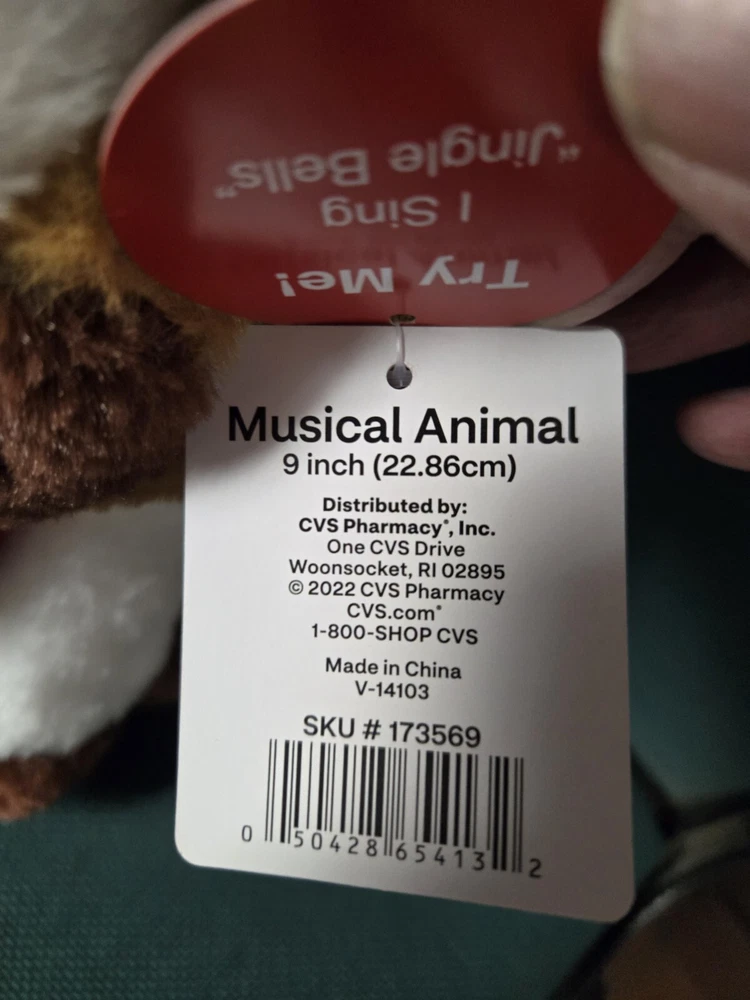 Try Me!
I Sing
"Jingle Bells"
Musical Animal
9 inch (22.86cm)
Distributed by:
CVS Pharmacy®, Inc.
One CVS Drive
Woonsocket, RI 02895
© 2022 CVS Pharmacy
CVS.com®
1-800-SHOP CVS
Made in China
V-14103
SKU # 173569
0 50428 65413 2